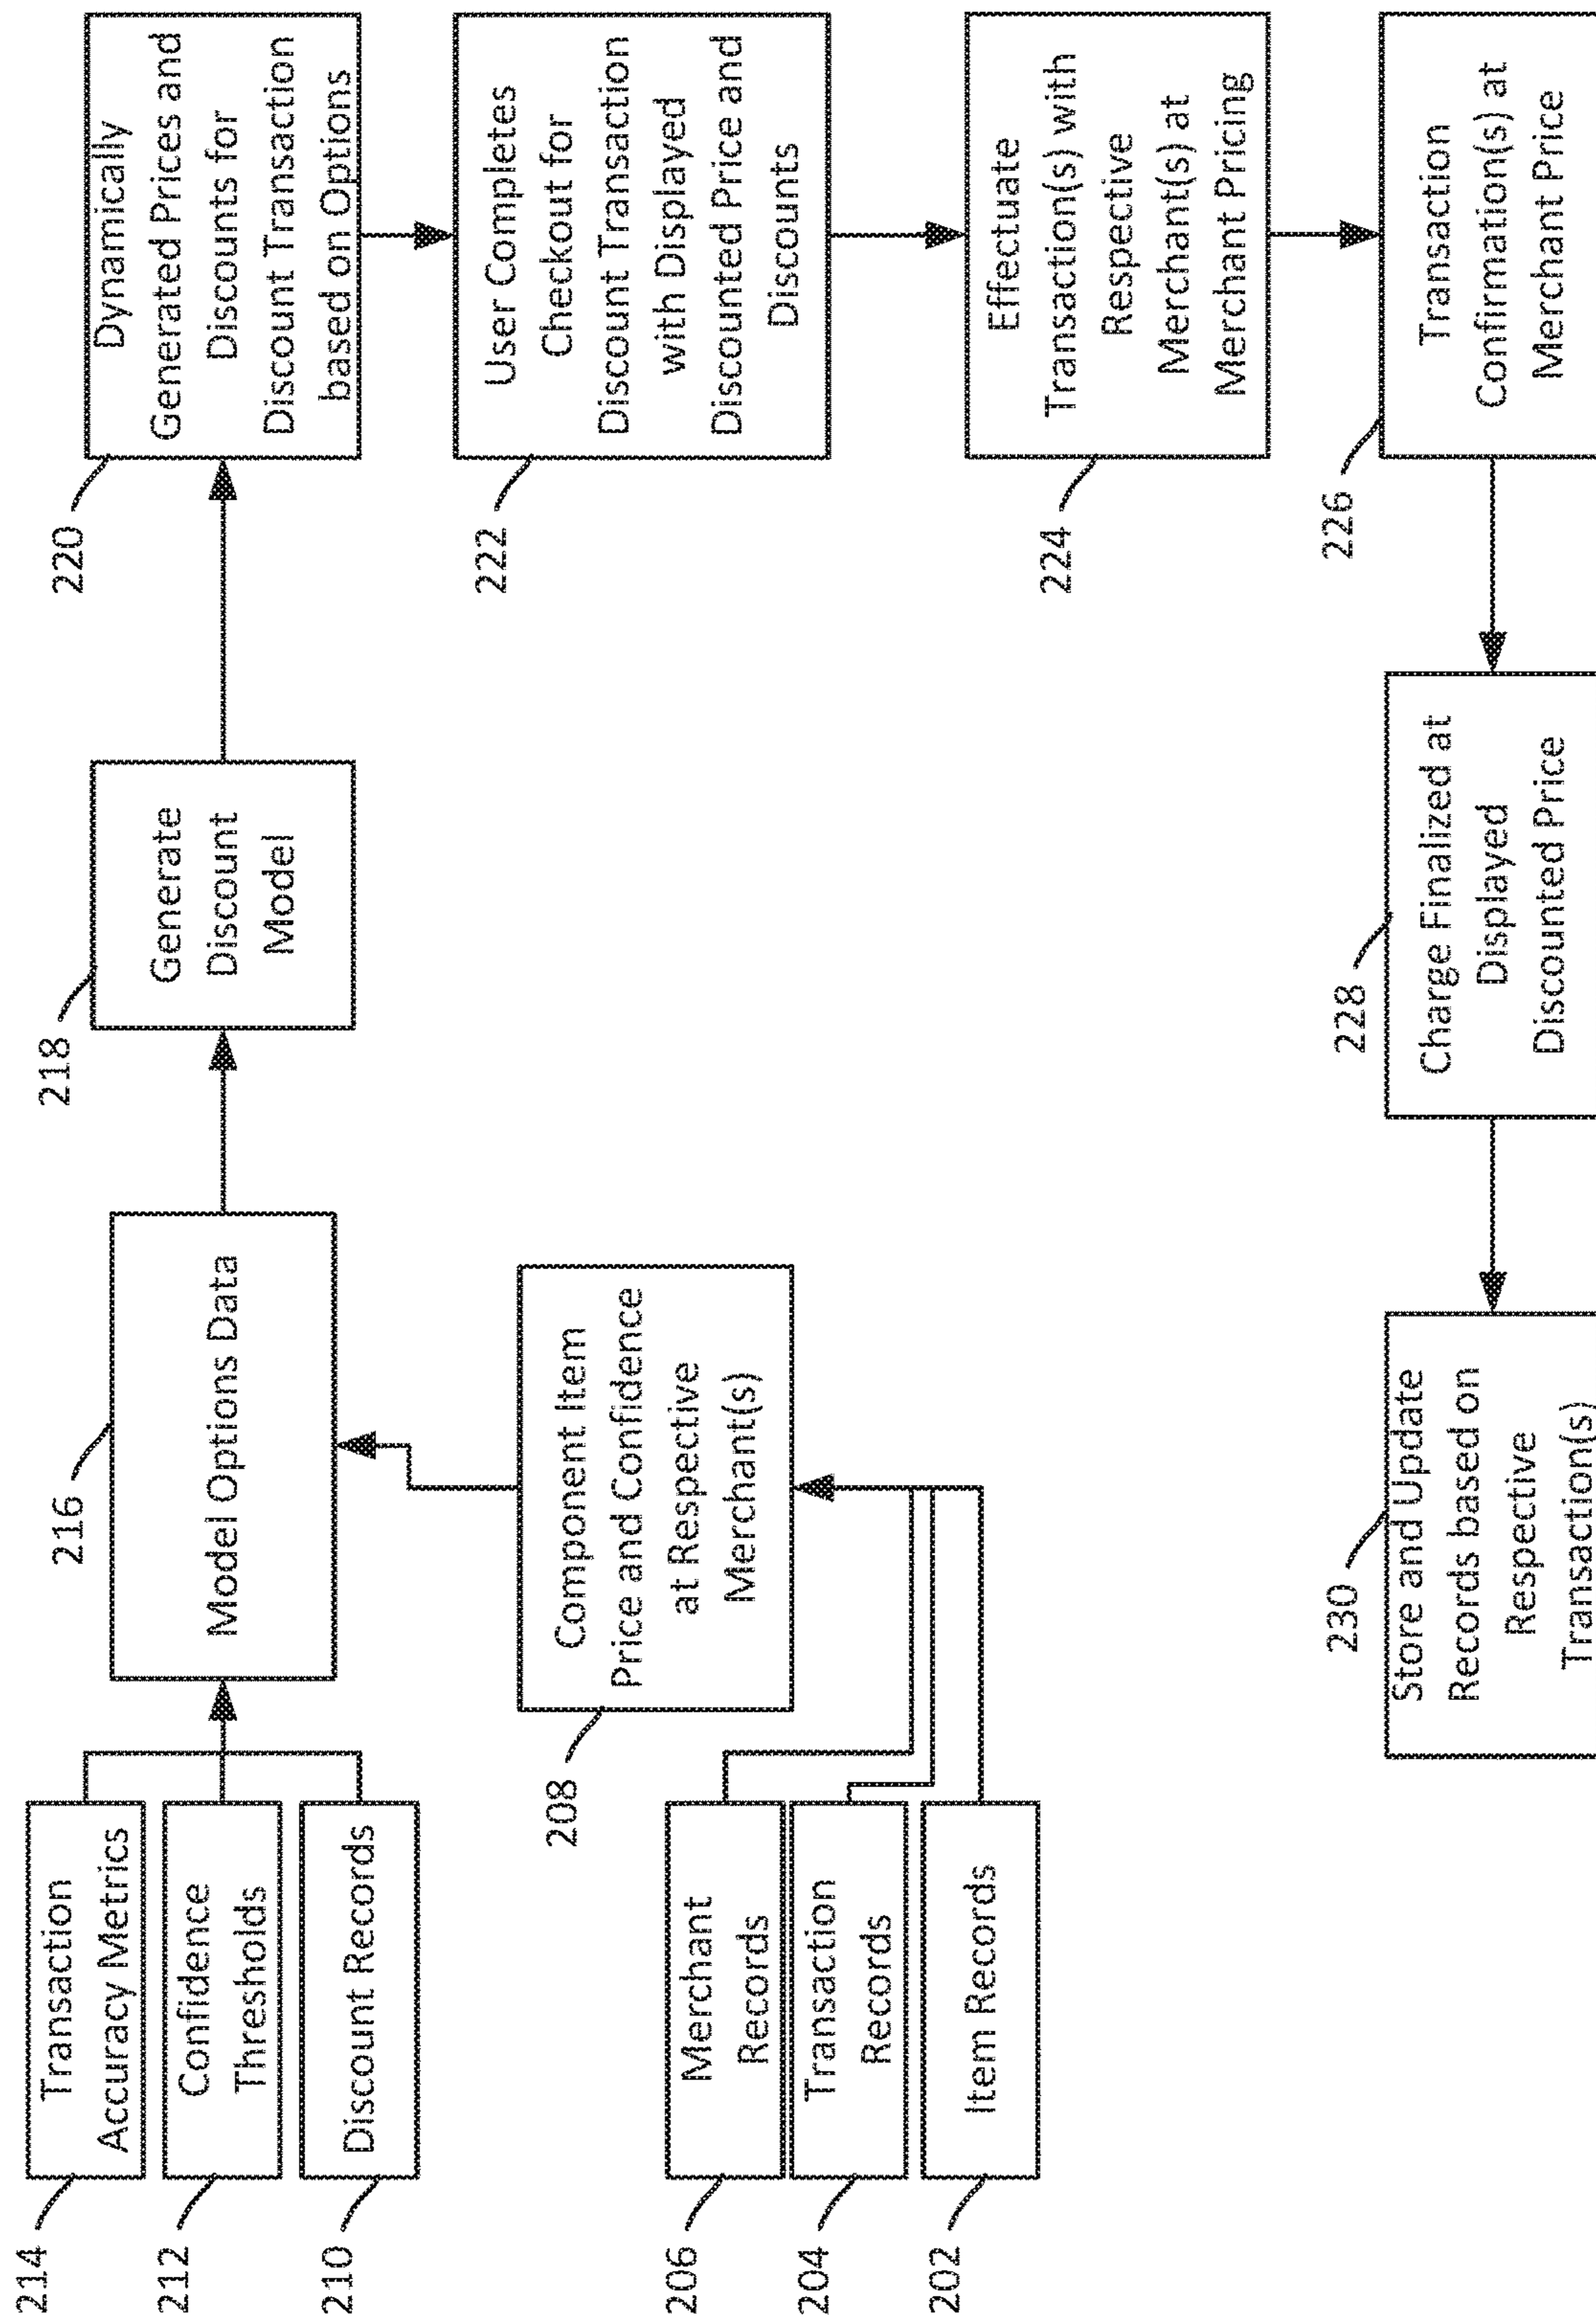 214
Transaction
Accuracy Metrics
212
Confidence
Thresholds
210
Discount Records
206
Merchant
Records
204
Transaction
Records
202
Item Records
208
Component Item
Price and Confidence
at Respective
Merchant(s)
216
Model Options Data
218
Generate
Discount
Model
220
Dynamically
Generated Prices and
Discounts for
Discount Transaction
based on Options
222
User Completes
Checkout for
Discount Transaction
with Displayed
Discounted Price and
Discounts
224
Effectuate
Transaction(s) with
Respective
Merchant(s) at
Merchant Pricing
226
Transaction
Confirmation(s) at
Merchant Price
228
Charge Finalized at
Displayed
Discounted Price
230
Store and Update
Records based on
Respective
Transaction(s)